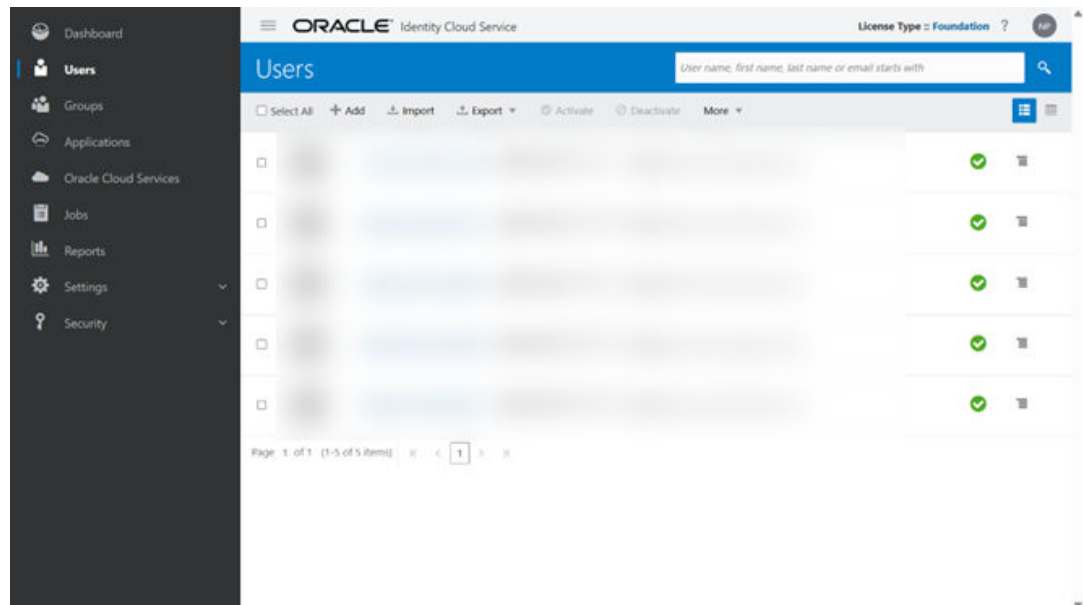 Dashboard
Users
Groups
Applications
Oracle Cloud Services
Jobs
Reports
Settings
Security
ORACLE Identity Cloud Service
License Type :: Foundation ?
NP
Users
User name, first name, last name or email starts with
Select All + Add Import Export Activate Deactivate More
Page 1 of 1 (1-5 of 5 items) 1